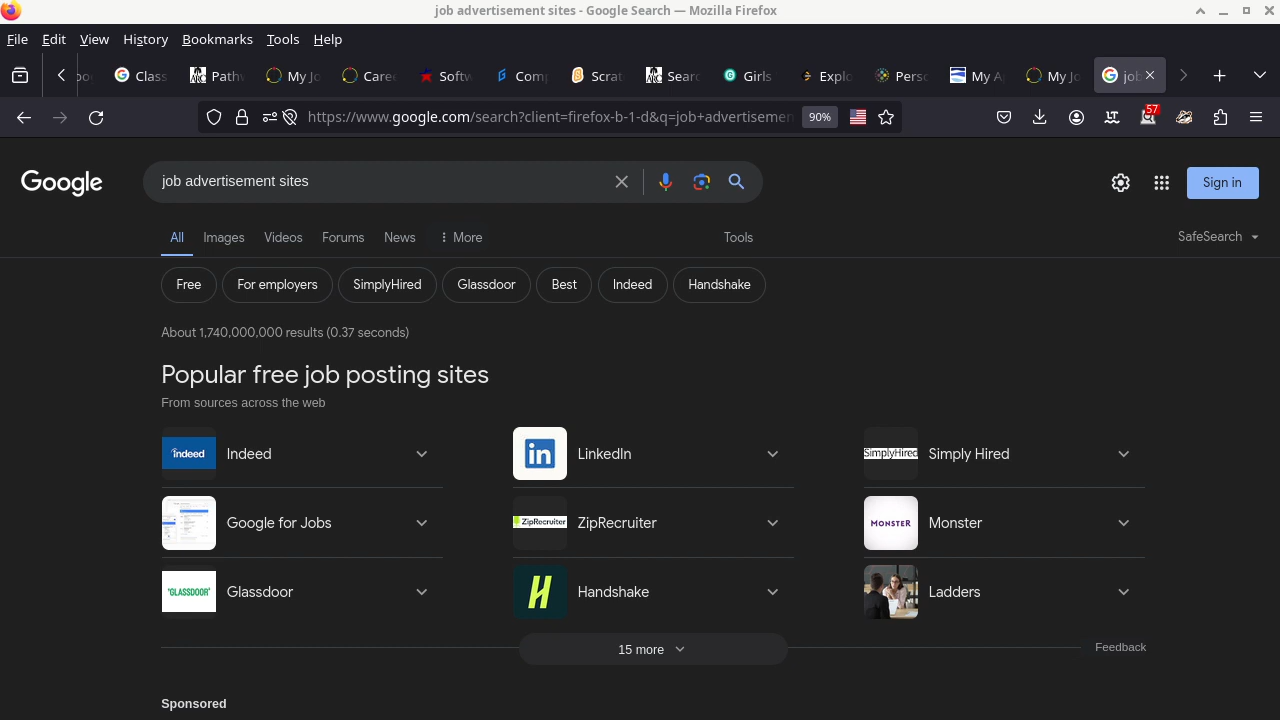 job advertisement sites - Google Search — Mozilla Firefox
File Edit View History Bookmarks Tools Help
Class Path My Jo Caree Softw Comp Scrat Searc Girls Explo Perso My A My Jo job
https://www.google.com/search?client=firefox-b-1-d&q=job+advertisemen 90% 57
Google job advertisement sites Sign in
All Images Videos Forums News More Tools SafeSearch
Free For employers SimplyHired Glassdoor Best Indeed Handshake
About 1,740,000,000 results (0.37 seconds)
Popular free job posting sites
From sources across the web
indeed Indeed LinkedIn SimplyHired Simply Hired
Google for Jobs ZipRecruiter ZipRecruiter MONSTER Monster
GLASSDOOR Glassdoor Handshake Ladders
15 more Feedback
Sponsored